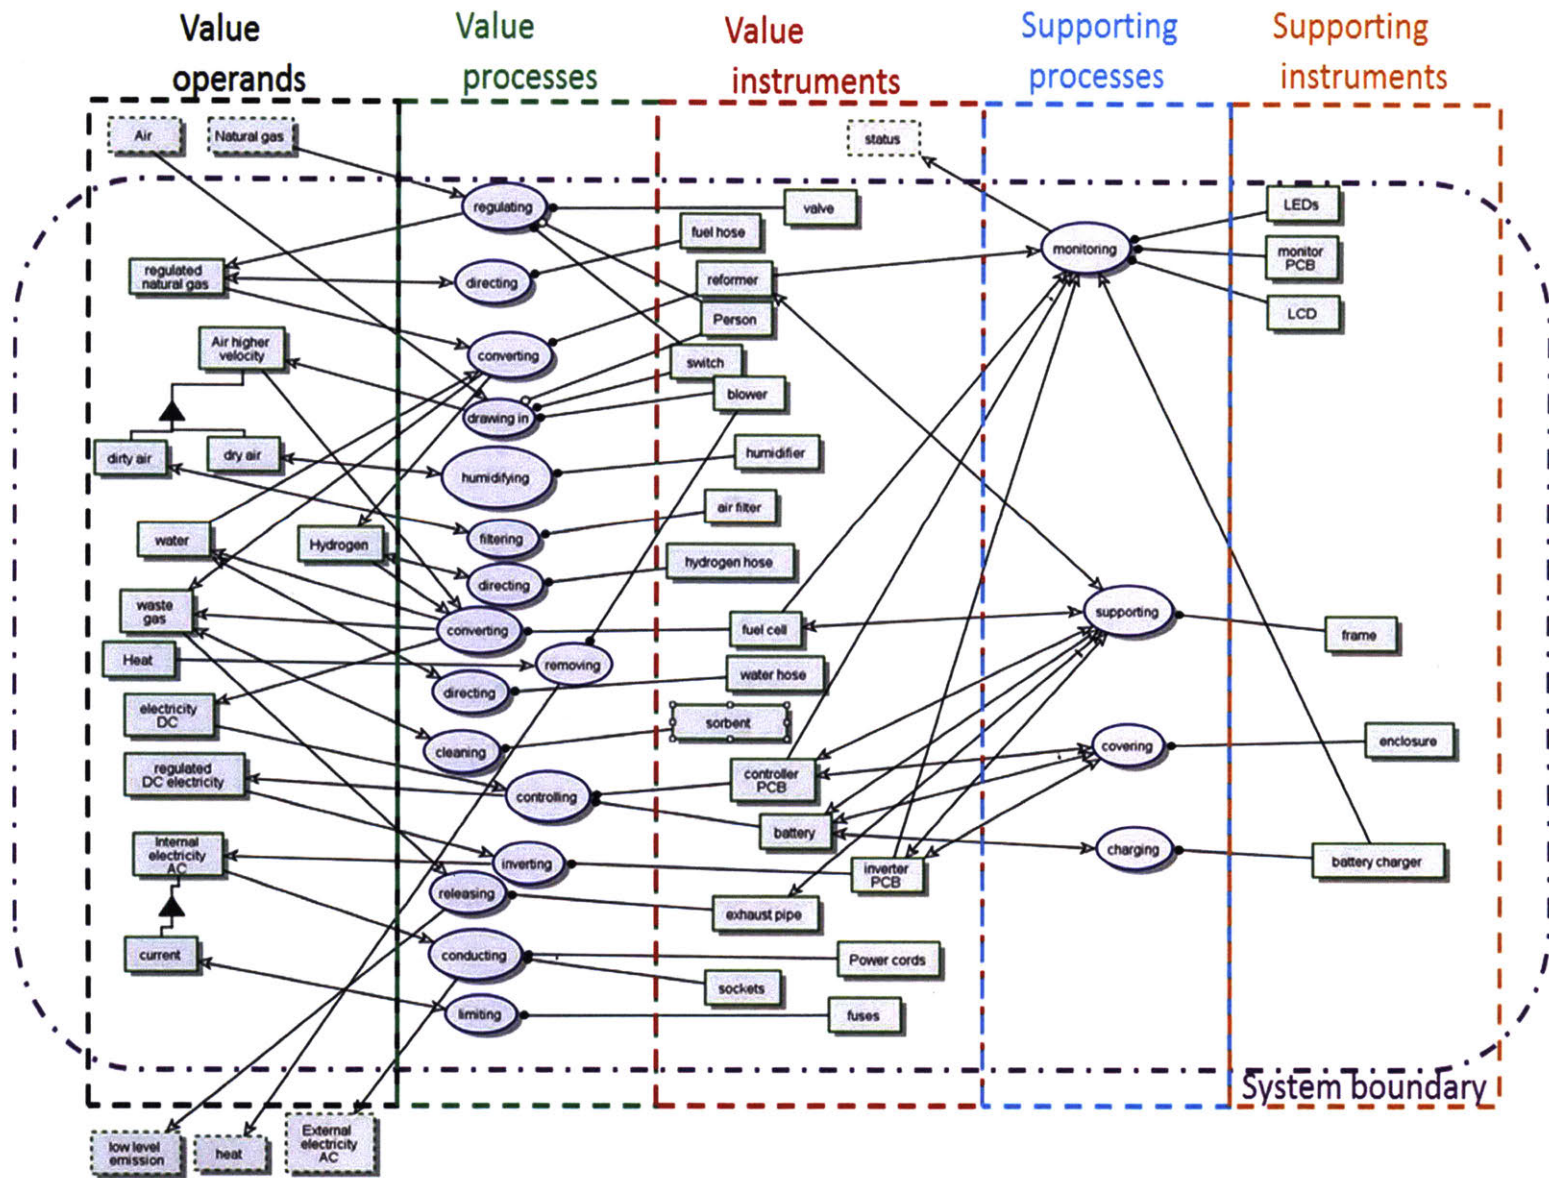 Value
operands
Value
processes
Value
instruments
Supporting
processes
Supporting
instruments
Air
Natural gas
status
regulating
valve
LEDs
fuel hose
monitoring
monitor
PCB
regulated
natural gas
directing
reformer
LCD
Person
Air higher
velocity
converting
switch
blower
drawing in
dirty air
dry air
humidifying
humidifier
air filter
water
Hydrogen
filtering
hydrogen hose
directing
waste
gas
converting
fuel cell
supporting
frame
Heat
removing
water hose
directing
electricity
DC
sorbent
cleaning
covering
enclosure
regulated
DC electricity
controlling
controller
PCB
battery
Internal
electricity
AC
inverting
inverter
PCB
charging
battery charger
releasing
exhaust pipe
current
conducting
Power cords
sockets
limiting
fuses
System boundary
low level
emission
heat
External
electricity
AC